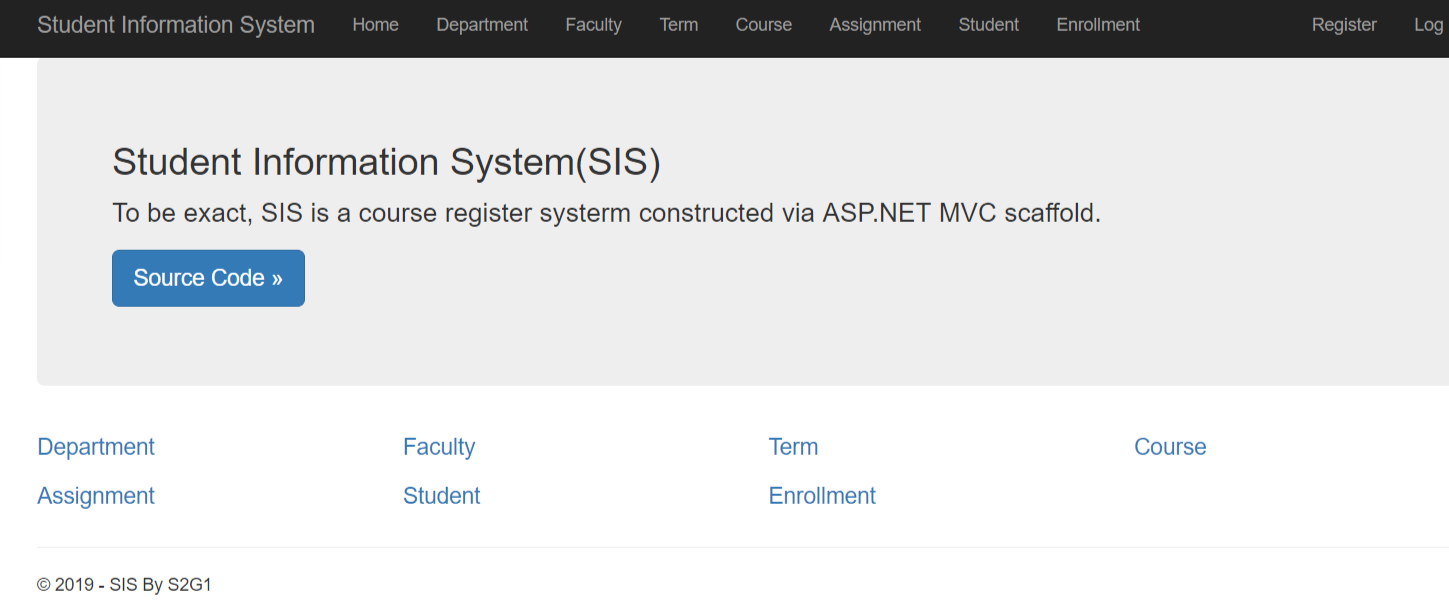 Student Information System Home Department Faculty Term Course Assignment Student Enrollment Register Log
Student Information System(SIS)
To be exact, SIS is a course register systerm constructed via ASP.NET MVC scaffold.
Source Code »
Department Faculty Term Course
Assignment Student Enrollment
© 2019 - SIS By S2G1